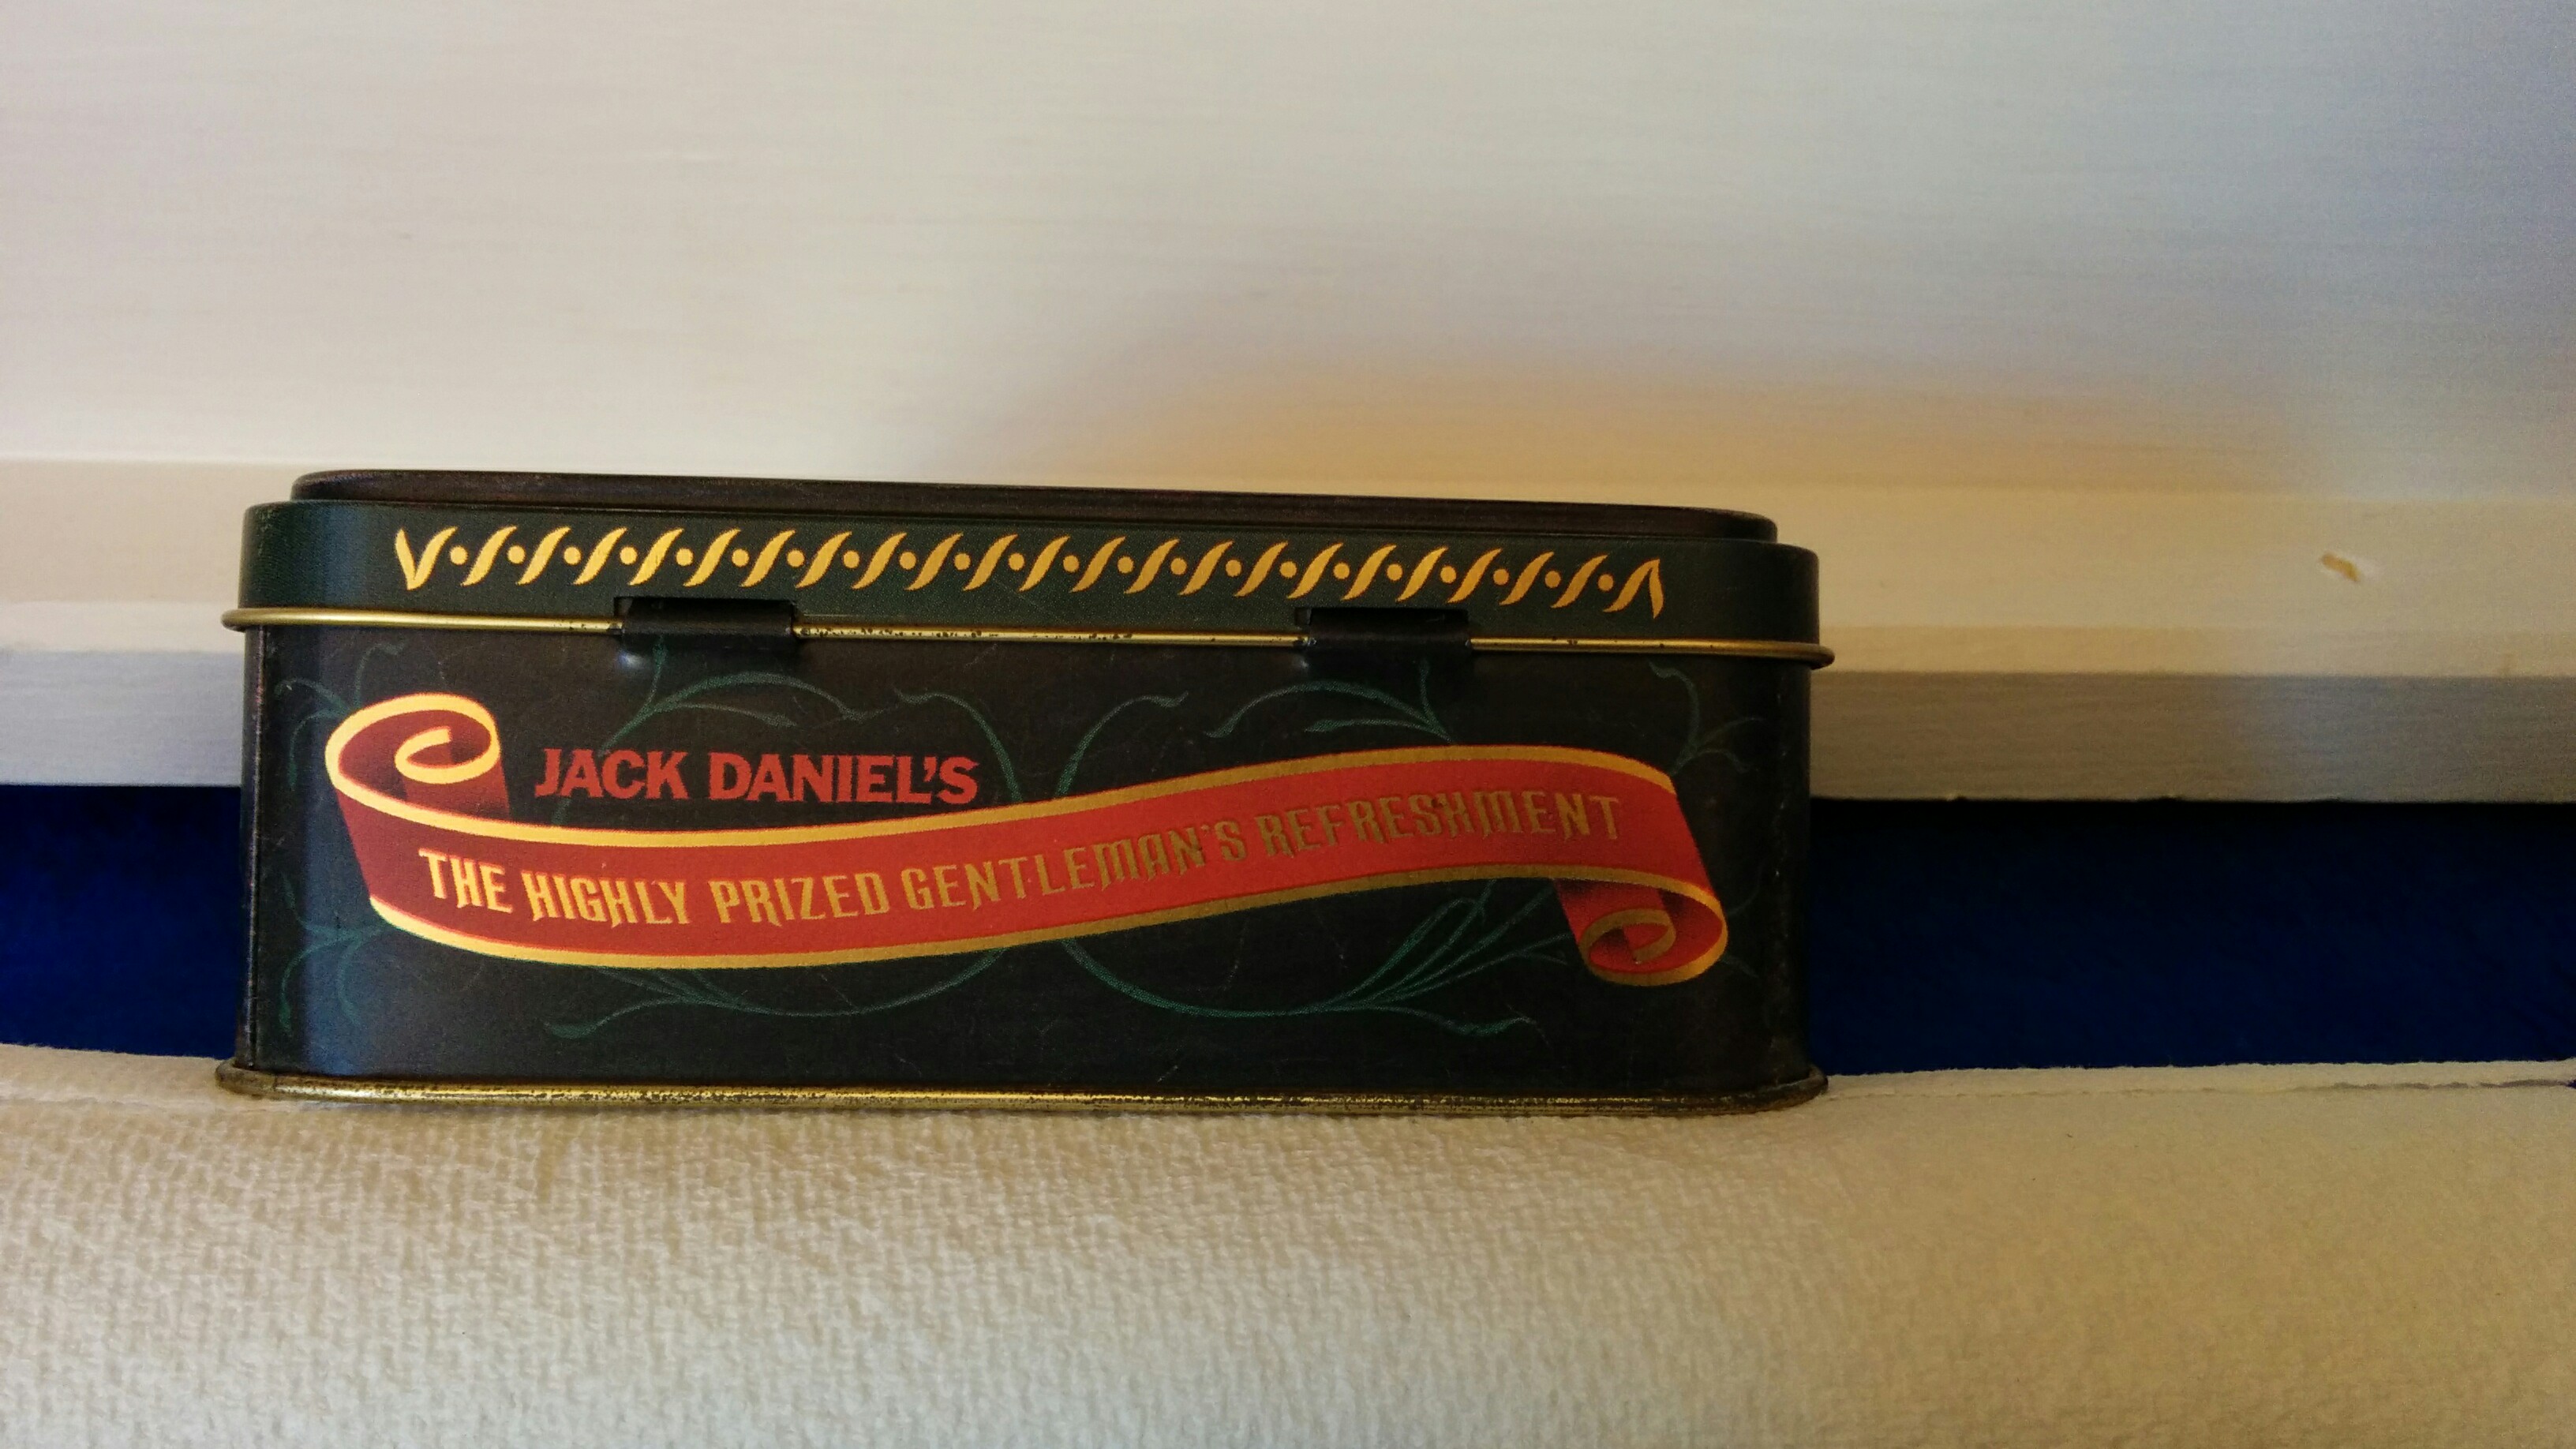 JACK DANIEL'S
THE HIGHLY PRIZED GENTLEMAN'S REFRESHMENT